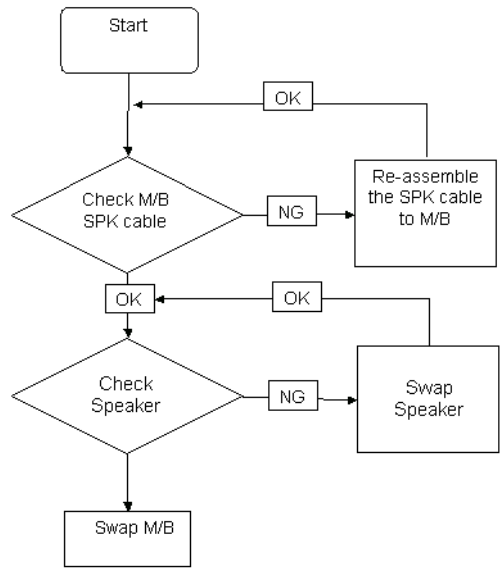 Start
OK
Check M/B
SPK cable
NG
Re-assemble
the SPK cable
to M/B
OK
OK
Check
Speaker
NG
Swap
Speaker
Swap M/B